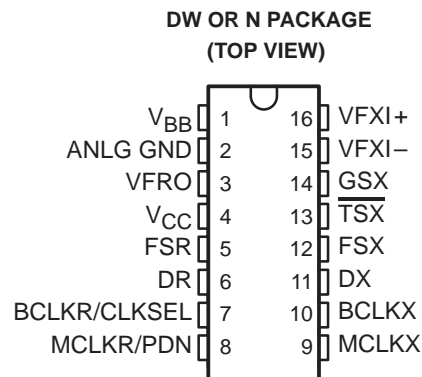 DW OR N PACKAGE
(TOP VIEW)
VBB 1 16 VFXI+
ANLG GND 2 15 VFXI–
VFRO 3 14 GSX
VCC 4 13 TSX
FSR 5 12 FSX
DR 6 11 DX
BCLKR/CLKSEL 7 10 BCLKX
MCLKR/PDN 8 9 MCLKX